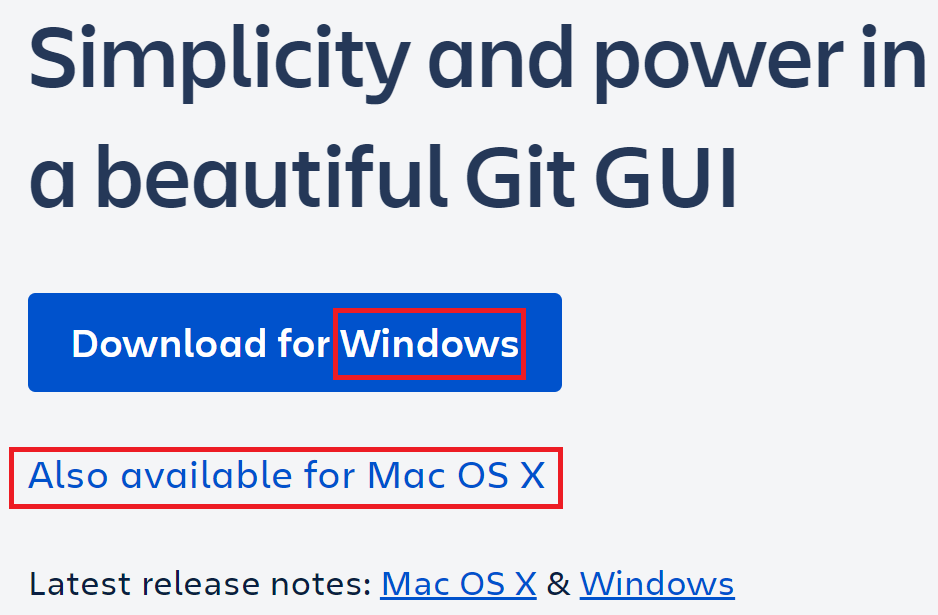 Simplicity and power in
a beautiful Git GUI
Download for Windows
Also available for Mac OS X
Latest release notes: Mac OS X & Windows